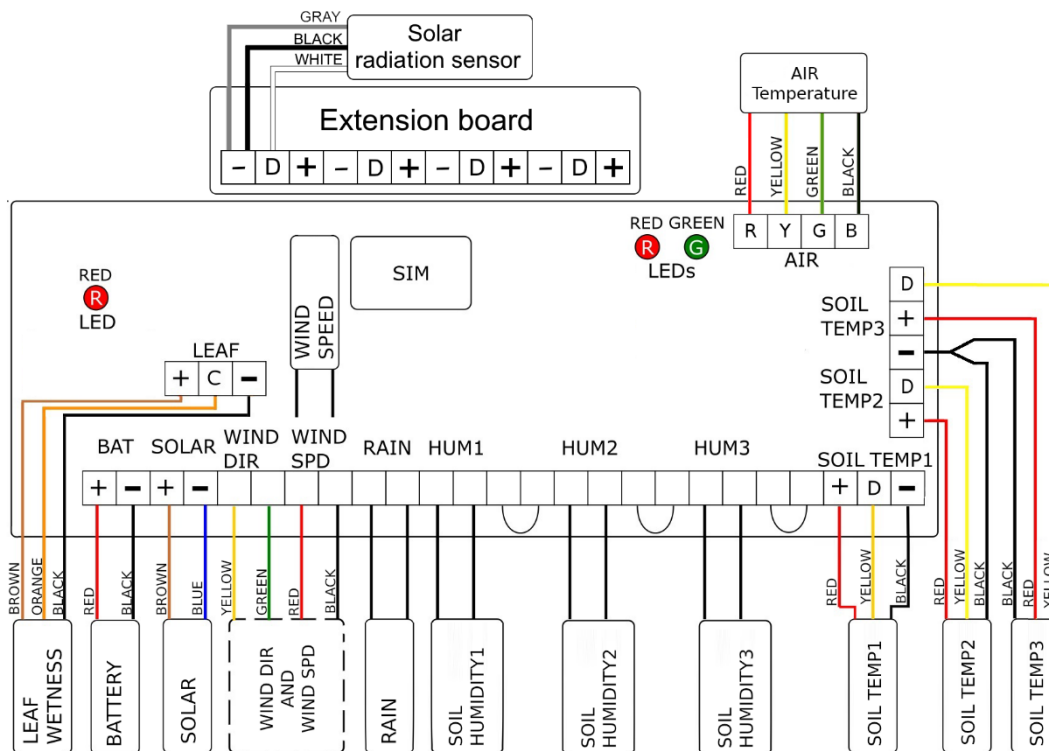 GRAY
BLACK
WHITE
Solar
radiation sensor
Extension board
– D + – D + – D + – D +
AIR
Temperature
RED
YELLOW
GREEN
BLACK
R Y G B
AIR
RED GREEN
R G
LEDs
SIM
WIND
SPEED
RED
R
LED
LEAF
+ C –
D
+
–
D
+
SOIL
TEMP3
SOIL
TEMP2
BAT
SOLAR
WIND
DIR
WIND
SPD
RAIN
HUM1
HUM2
HUM3
SOIL TEMP1
+ – + – + D –
BROWN
ORANGE
BLACK
RED
BLACK
BROWN
BLUE
YELLOW
GREEN
RED
BLACK
RED
YELLOW
BLACK
RED
YELLOW
BLACK
BLACK
RED
YELLOW
LEAF
WETNESS
BATTERY
SOLAR
WIND DIR
AND
WIND SPD
RAIN
SOIL
HUMIDITY1
SOIL
HUMIDITY2
SOIL
HUMIDITY3
SOIL TEMP1
SOIL TEMP2
SOIL TEMP3